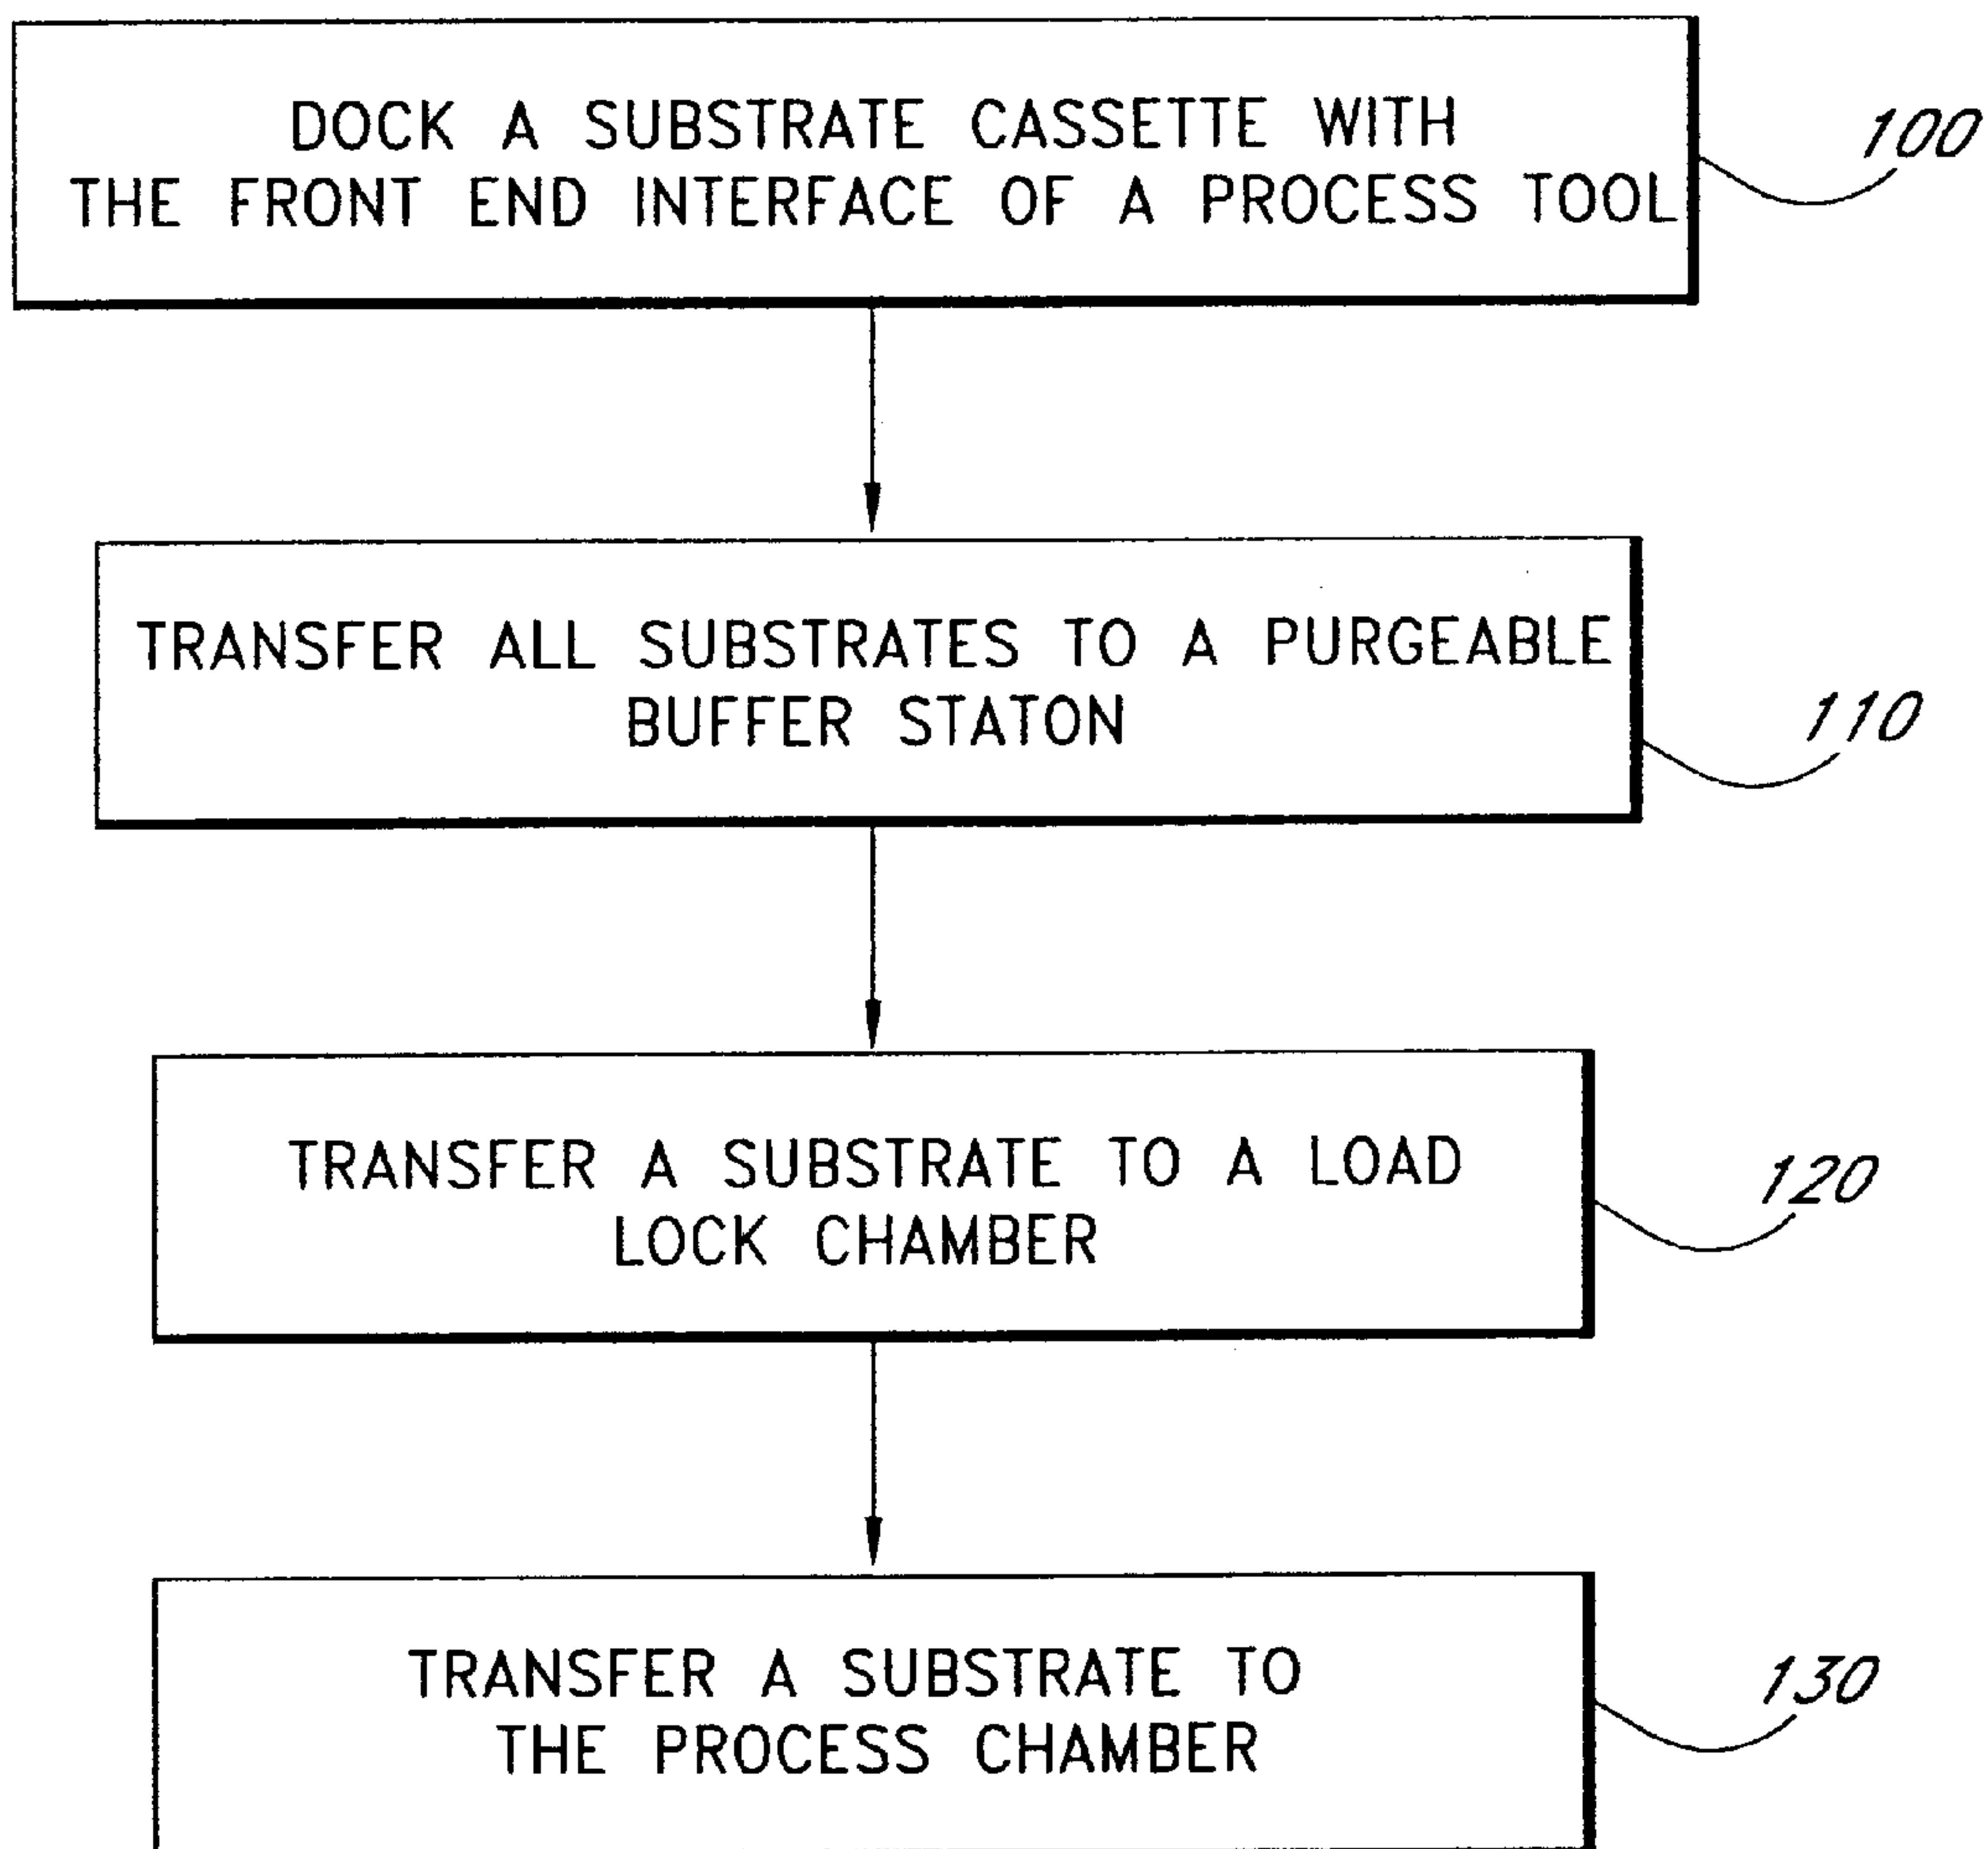 DOCK A SUBSTRATE CASSETTE WITH
THE FRONT END INTERFACE OF A PROCESS TOOL
100
TRANSFER ALL SUBSTRATES TO A PURGEABLE
BUFFER STATON
110
TRANSFER A SUBSTRATE TO A LOAD
LOCK CHAMBER
120
TRANSFER A SUBSTRATE TO
THE PROCESS CHAMBER
130